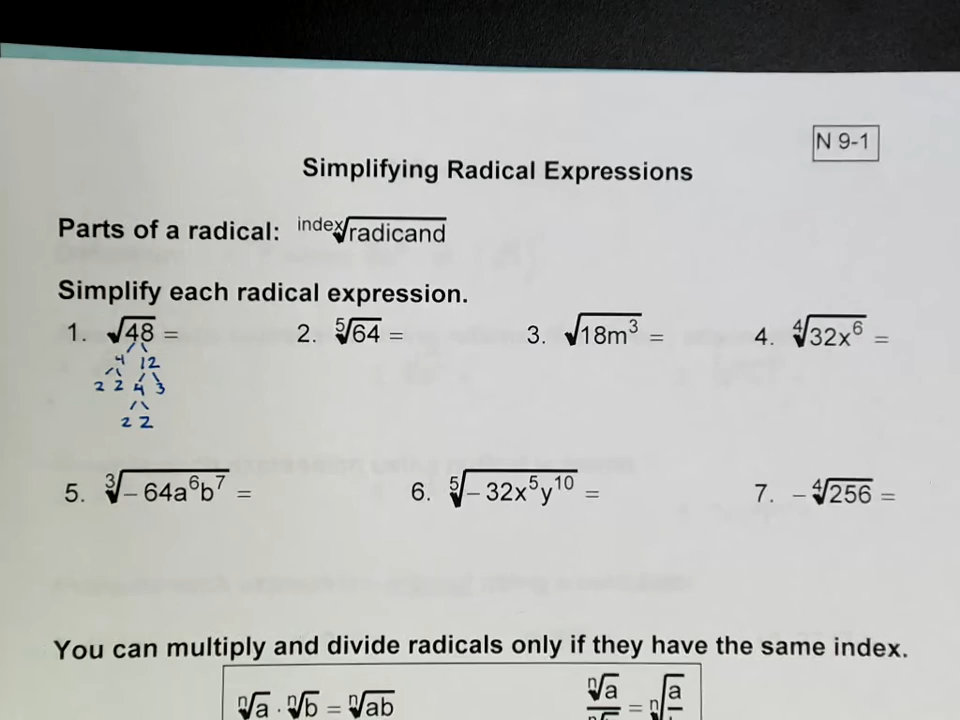 N 9-1
Simplifying Radical Expressions
Parts of a radical: index√radicand
Simplify each radical expression.
1. √48 = 2. ⁵√64 = 3. √18m³ = 4. ⁴√32x⁶ =
4 12
2 2 4 3
2 2
5. ³√-64a⁶b⁷ = 6. ⁵√-32x⁵y¹⁰ = 7. -⁴√256 =
You can multiply and divide radicals only if they have the same index.
ⁿ√a · ⁿ√b = ⁿ√ab ⁿ√a = ⁿ√a